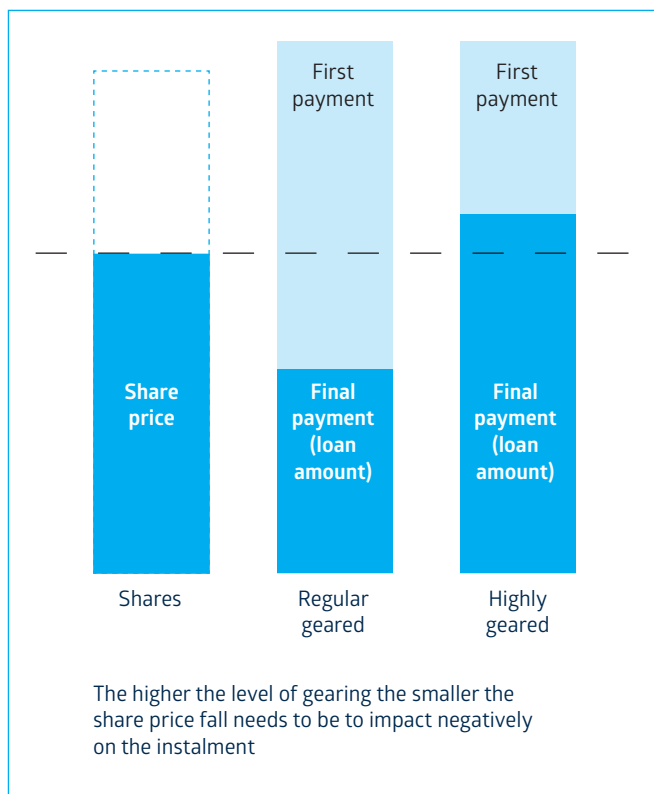 First
payment
First
payment
Share
price
Final
payment
(loan
amount)
Final
payment
(loan
amount)
Shares
Regular
geared
Highly
geared
The higher the level of gearing the smaller the
share price fall needs to be to impact negatively
on the instalment